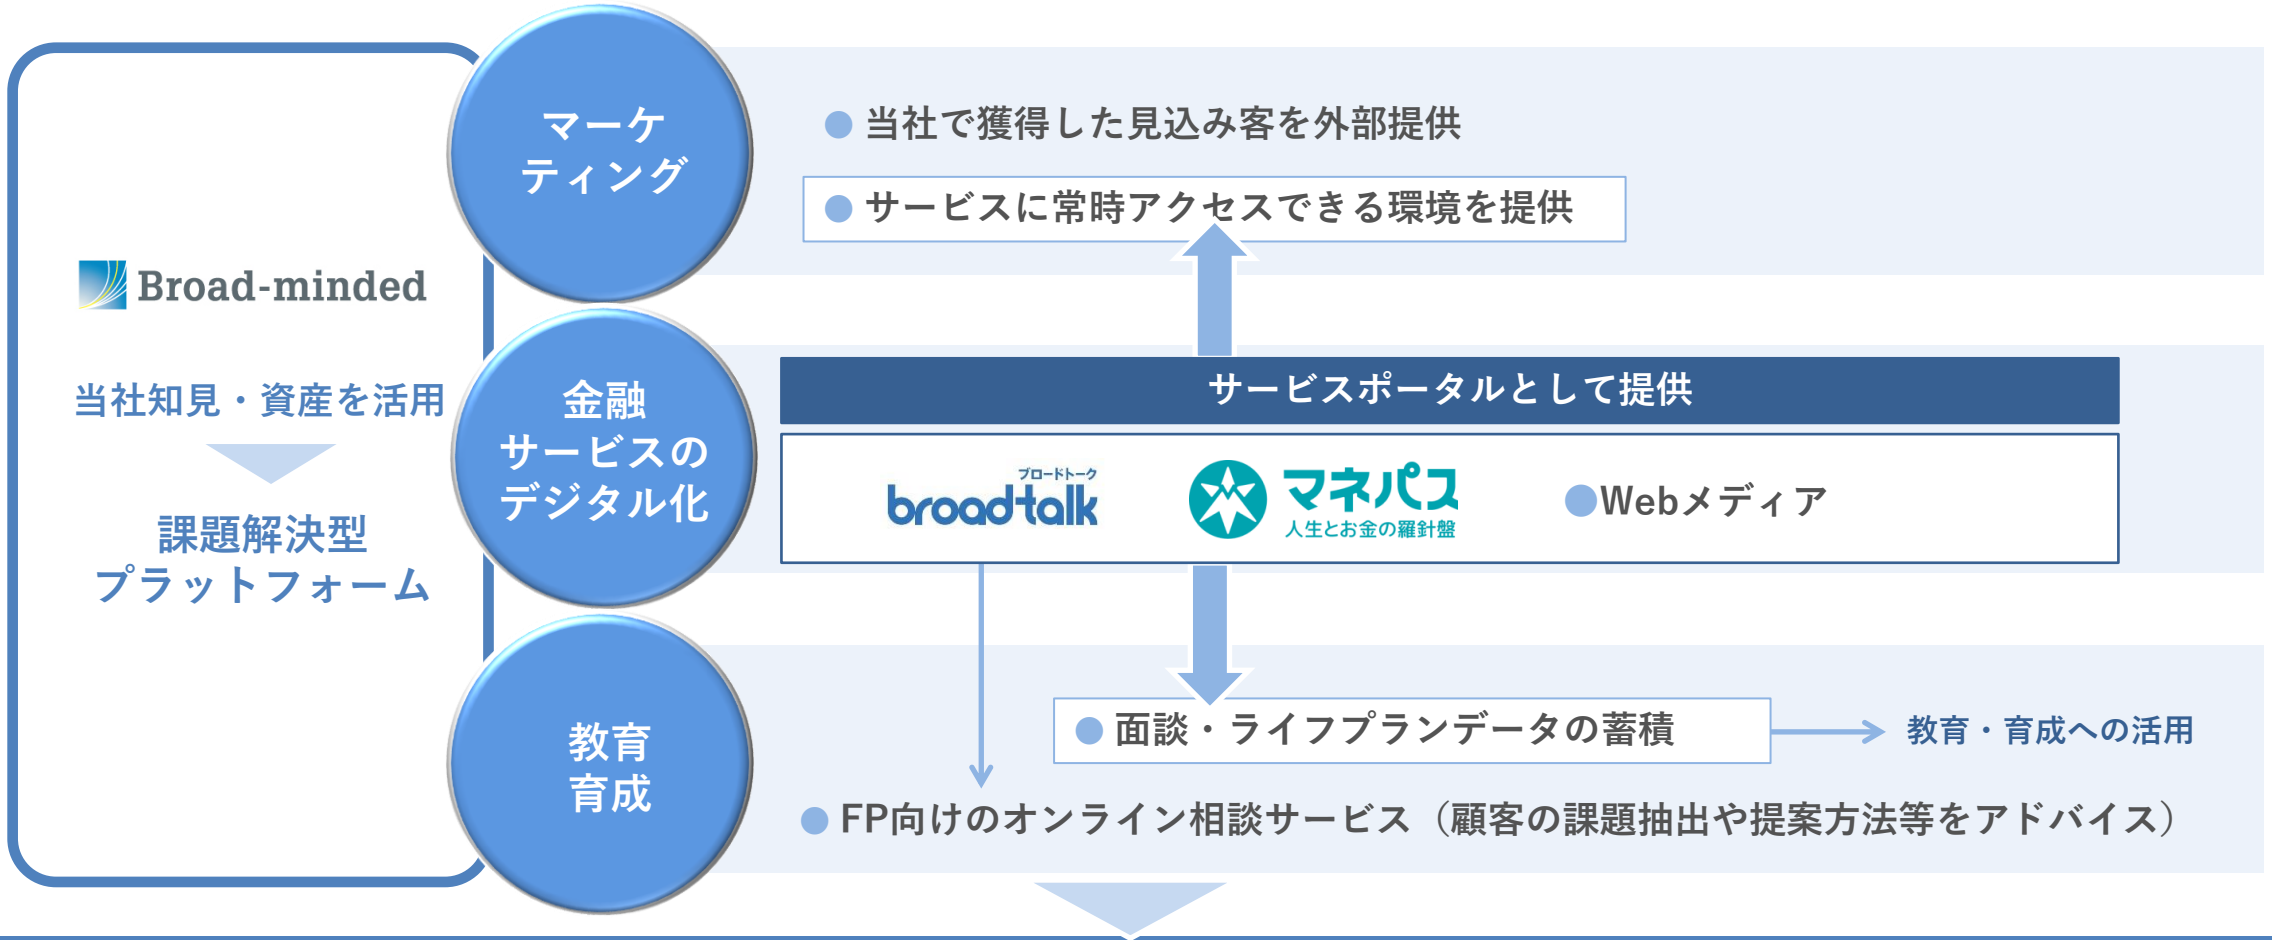 Broad-minded
当社知見・資産を活用
課題解決型
プラットフォーム
マーケ
ティング
● 当社で獲得した見込み客を外部提供
● サービスに常時アクセスできる環境を提供
金融
サービスの
デジタル化
サービスポータルとして提供
ブロードトーク
broadtalk
マネパス
人生とお金の羅針盤
●Webメディア
教育
育成
● 面談・ライフプランデータの蓄積
教育・育成への活用
● FP向けのオンライン相談サービス（顧客の課題抽出や提案方法等をアドバイス）